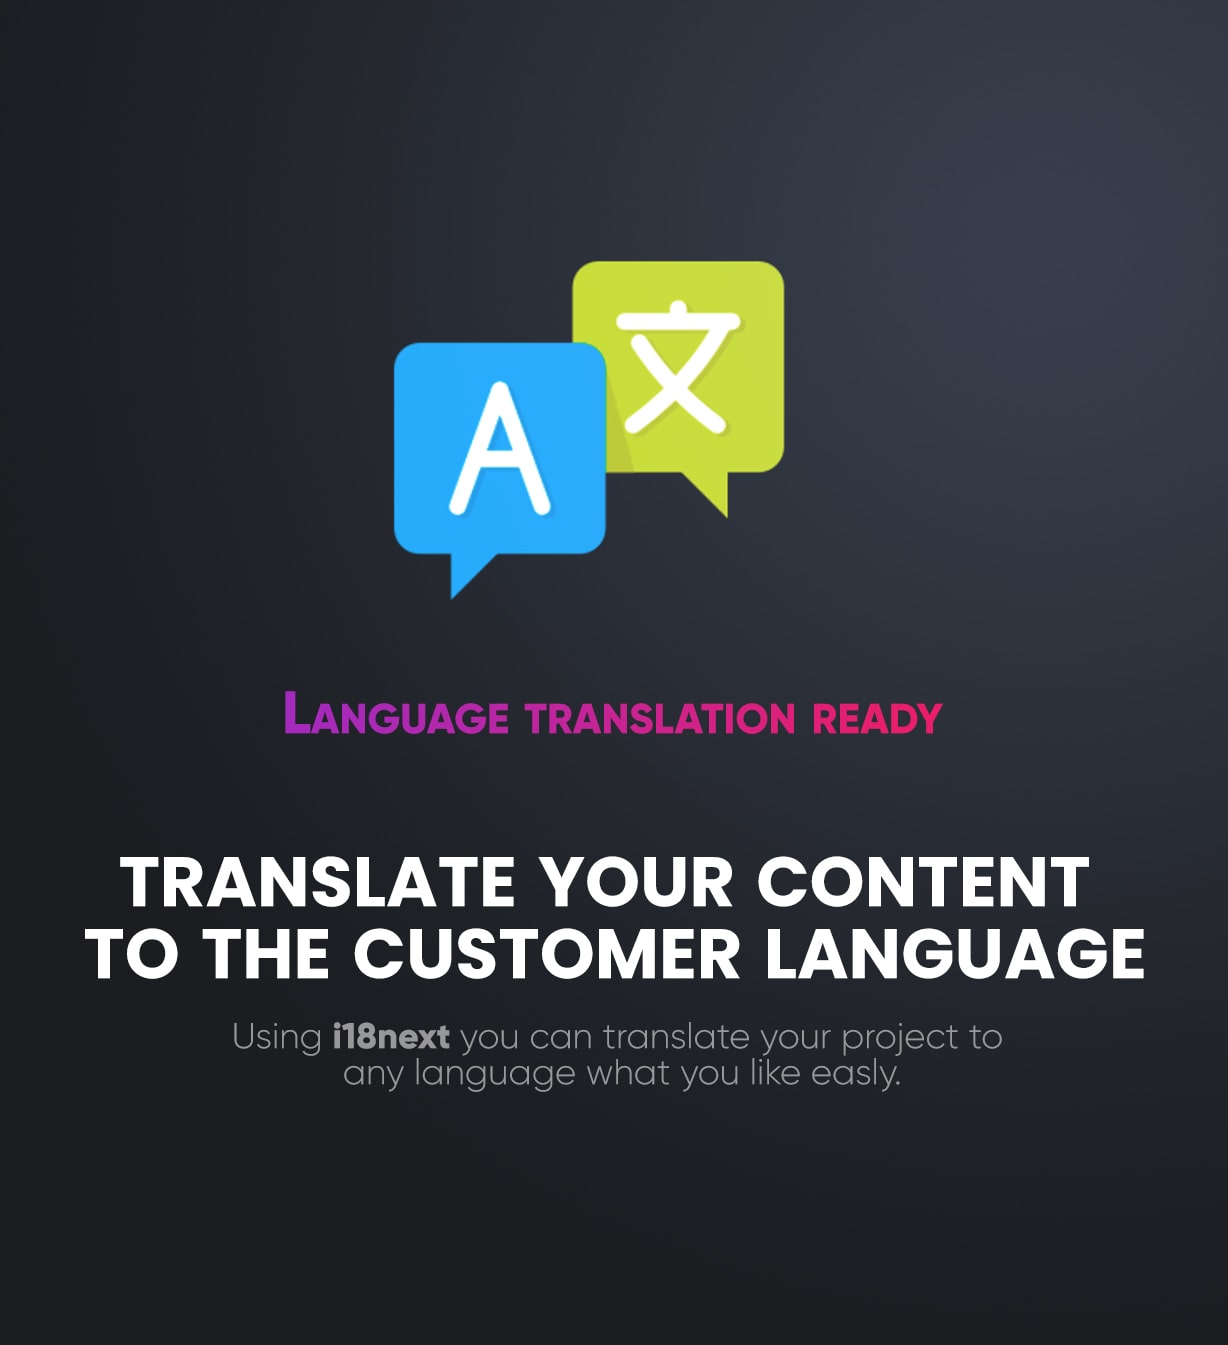 文
A
Language translation ready
TRANSLATE YOUR CONTENT
TO THE CUSTOMER LANGUAGE
Using i18next you can translate your project to
any language what you like easly.